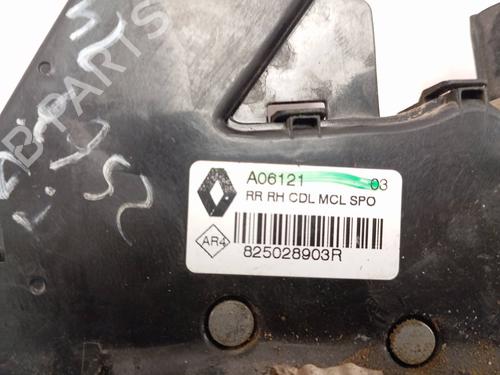 A06121 03
RR RH CDL MCL SPO
AR4
825028903R